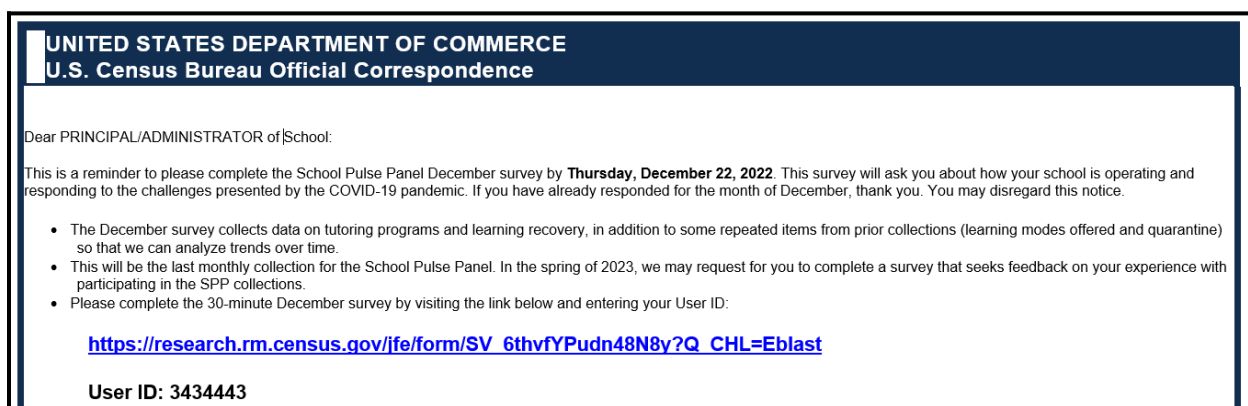 UNITED STATES DEPARTMENT OF COMMERCE
U.S. Census Bureau Official Correspondence
Dear PRINCIPAL/ADMINISTRATOR of School:
This is a reminder to please complete the School Pulse Panel December survey by Thursday, December 22, 2022. This survey will ask you about how your school is operating and
responding to the challenges presented by the COVID-19 pandemic. If you have already responded for the month of December, thank you. You may disregard this notice.
• The December survey collects data on tutoring programs and learning recovery, in addition to some repeated items from prior collections (learning modes offered and quarantine)
so that we can analyze trends over time.
• This will be the last monthly collection for the School Pulse Panel. In the spring of 2023, we may request for you to complete a survey that seeks feedback on your experience with
participating in the SPP collections.
• Please complete the 30-minute December survey by visiting the link below and entering your User ID:
https://research.rm.census.gov/jfe/form/SV_6thvfYPudn48N8y?Q_CHL=Eblast
User ID: 3434443